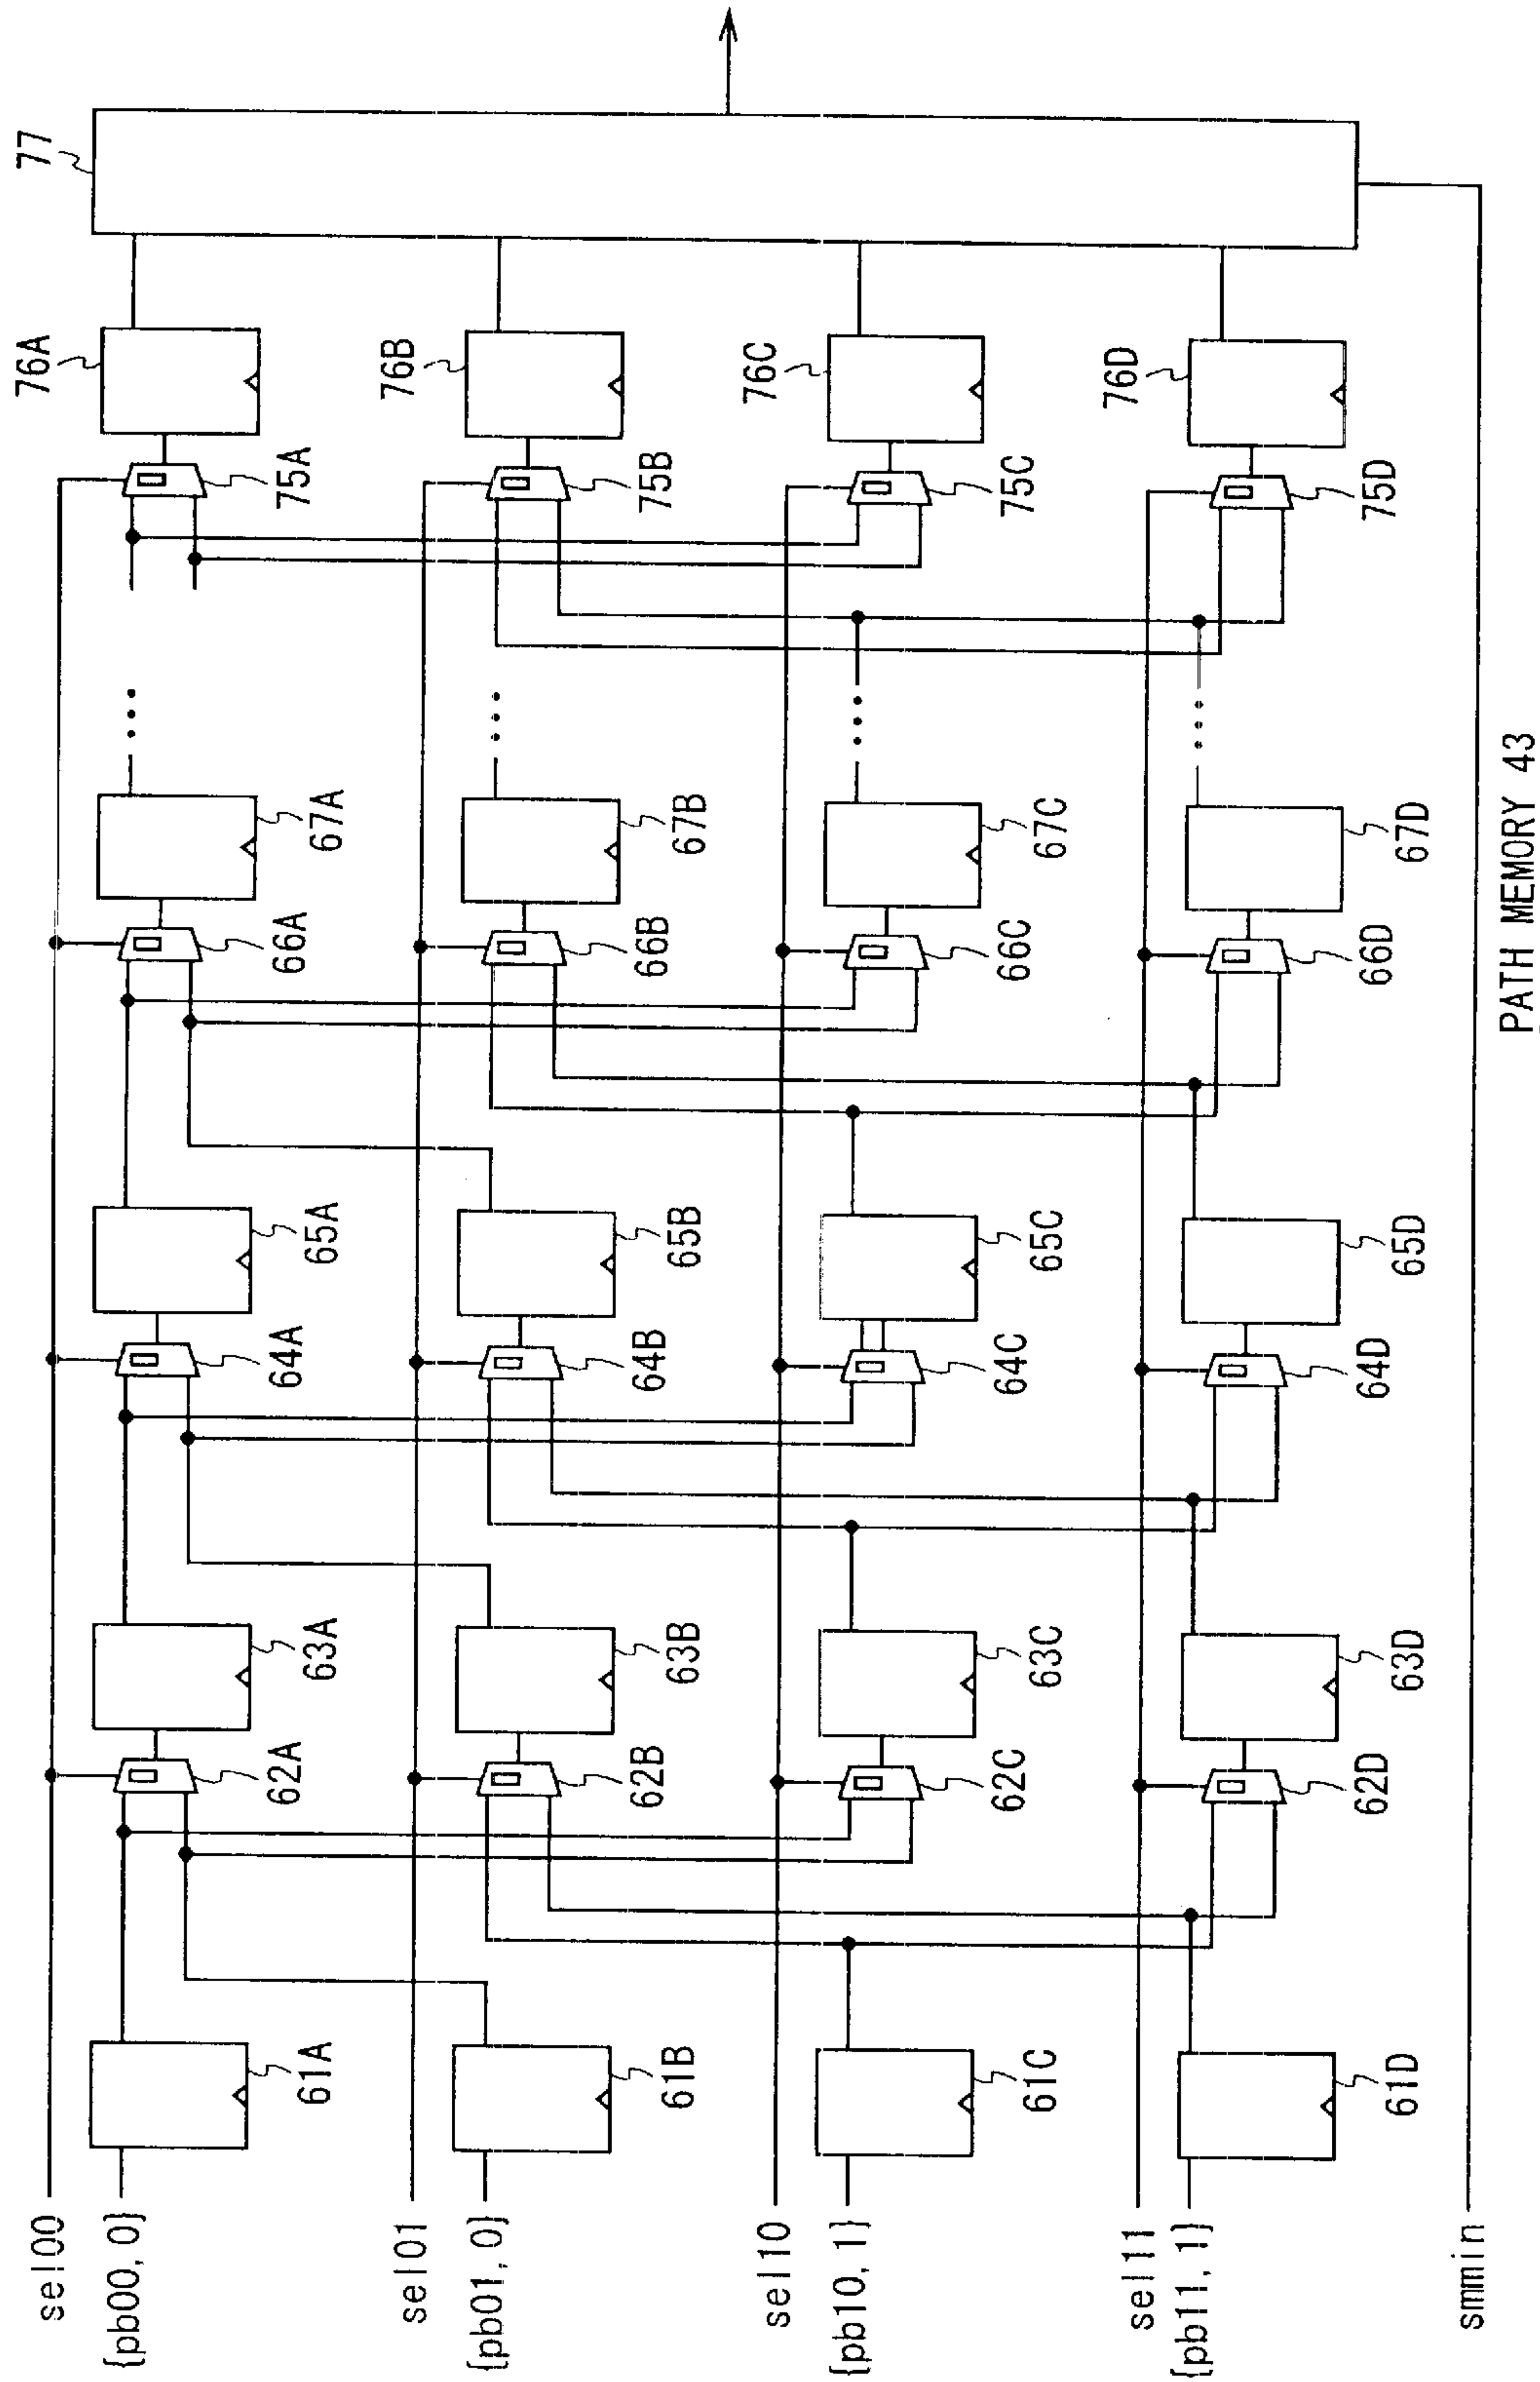 sel00
{pb00, 0}
61A
62A
63A
64A
65A
66A
67A
75A
76A
77
sel01
{pb01, 0}
61B
62B
63B
64B
65B
66B
67B
75B
76B
sel10
{pb10, 1}
61C
62C
63C
64C
65C
66C
67C
75C
76C
sel11
{pb11, 1}
61D
62D
63D
64D
65D
66D
67D
75D
76D
smmin
PATH MEMORY 43